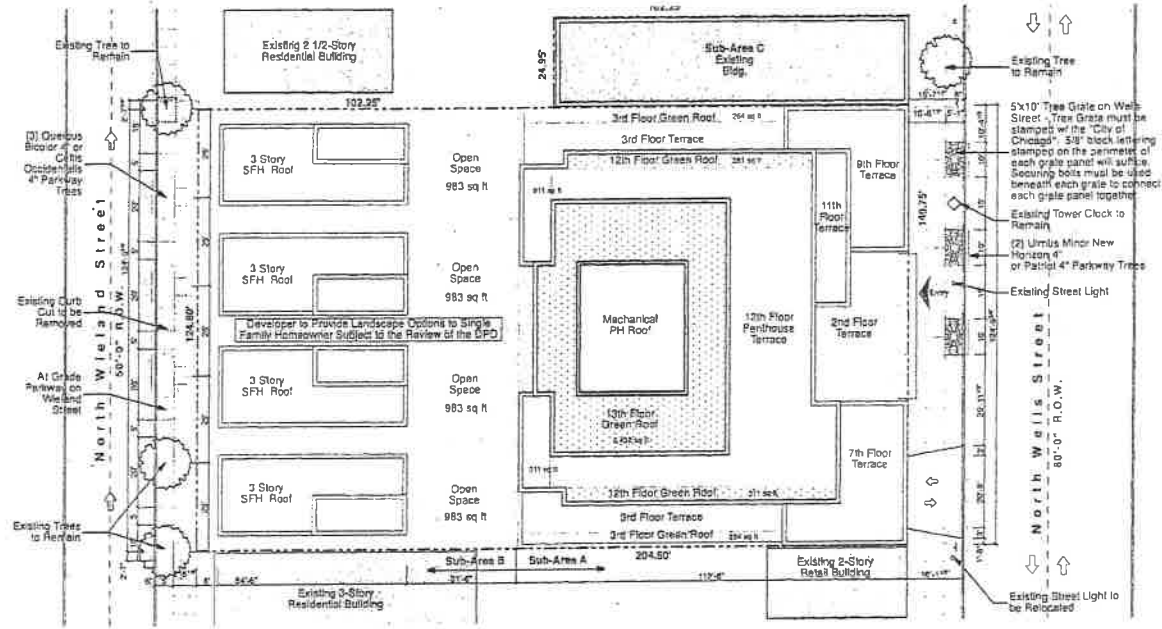 Existing Tree to
Remain
Existing 2 1/2-Story
Residential Building
102.25'
24.95'
Sub-Area C
Existing
Bldg.
Existing Tree
to Remain
102.25'
3rd Floor Green Roof
264 sq ft
3rd Floor Terrace
12th Floor Green Roof
9th Floor
Terrace
11th
Floor
Terrace
140.75'
5'x10' Tree Grate on Wells
Street - Tree Grate must be
stamped w/ the "City of
Chicago". 5/8" block lettering
stamped on the perimeter of
each grate panel will suffice.
Securing bolts must be used
beneath each grate to connect
each grate panel together
Existing Tower Clock to
Remain
(2) Ulmus Minor New
Horizon 4"
or Patriot 4" Parkway Trees
Existing Street Light
[3] Quercus
Bicolor 4" or
Celtis
Occidentalis
4" Parkway
Trees
North Wieland Street
50'-0" R.O.W.
Existing Curb
Cut to be
Removed
124.80'
At Grade
Parkway on
Wieland
Street
Existing Trees
to Remain
3 Story
SFH Roof
Open
Space
983 sq ft
3 Story
SFH Roof
Open
Space
983 sq ft
Developer to Provide Landscape Options to Single
Family Homeowner Subject to the Review of the DPD
3 Story
SFH Roof
Open
Space
983 sq ft
3 Story
SFH Roof
Open
Space
983 sq ft
Mechanical
PH Roof
12th Floor
Penthouse
Terrace
2nd Floor
Terrace
Entry
13th Floor
Green Roof
7th Floor
Terrace
12th Floor Green Roof
3rd Floor Terrace
3rd Floor Green Roof
264 sq ft
North Wells Street
80'-0" R.O.W.
204.50'
Sub-Area B
Sub-Area A
Existing 3-Story
Residential Building
Existing 2-Story
Retail Building
Existing Street Light to
be Relocated